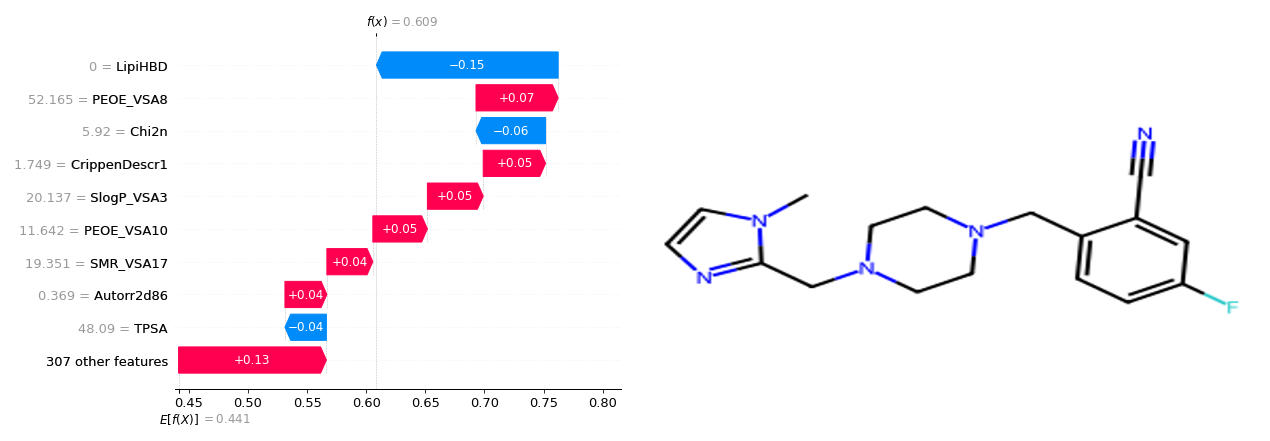 f(x) = 0.609
0 = LipiHBD
−0.15
52.165 = PEOE_VSA8
+0.07
5.92 = Chi2n
−0.06
1.749 = CrippenDescr1
+0.05
20.137 = SlogP_VSA3
+0.05
11.642 = PEOE_VSA10
+0.05
19.351 = SMR_VSA17
+0.04
0.369 = Autorr2d86
+0.04
48.09 = TPSA
−0.04
307 other features
+0.13
0.45 0.50 0.55 0.60 0.65 0.70 0.75 0.80
E[f(X)] = 0.441
N
N
N
N
N
F